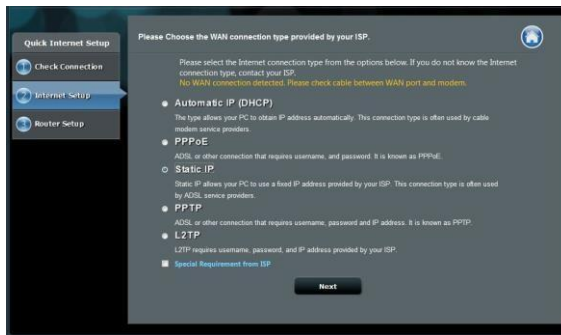 Quick Internet Setup
1 Check Connection
2 Internet Setup
3 Router Setup
Please Choose the WAN connection type provided by your ISP.
Please select the Internet connection type from the options below. If you do not know the Internet
connection type, contact your ISP.
No WAN connection detected. Please check cable between WAN port and modem.
Automatic IP (DHCP)
The type allows your PC to obtain IP address automatically. This connection type is often used by cable
modem service providers.
PPPoE
ADSL or other connection that requires username, and password. It is known as PPPoE.
Static IP
Static IP allows your PC to use a fixed IP address provided by your ISP. This connection type is often used
by ADSL service providers.
PPTP
ADSL or other connection that requires username, password and IP address. It is known as PPTP.
L2TP
L2TP requires username, password, and IP address provided by your ISP.
Special Requirement from ISP
Next